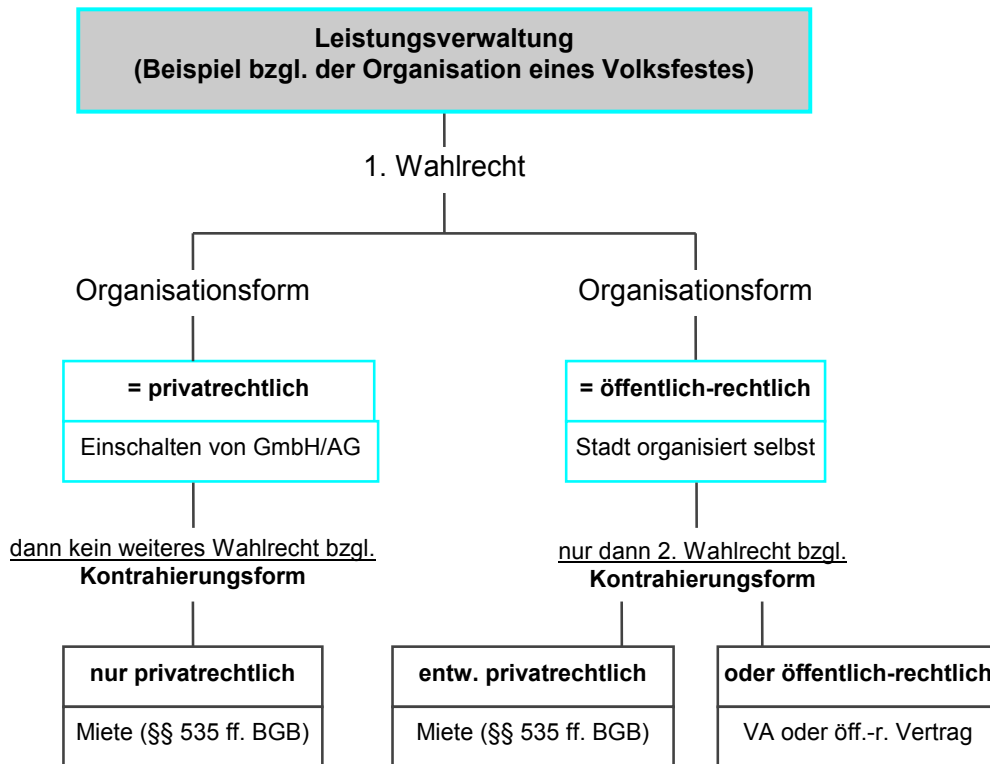 Leistungsverwaltung
(Beispiel bzgl. der Organisation eines Volksfestes)
1. Wahlrecht
Organisationsform
Organisationsform
= privatrechtlich
= öffentlich-rechtlich
Einschalten von GmbH/AG
Stadt organisiert selbst
dann kein weiteres Wahlrecht bzgl.
Kontrahierungsform
nur dann 2. Wahlrecht bzgl.
Kontrahierungsform
nur privatrechtlich
entw. privatrechtlich
oder öffentlich-rechtlich
Miete (§§ 535 ff. BGB)
Miete (§§ 535 ff. BGB)
VA oder öff.-r. Vertrag